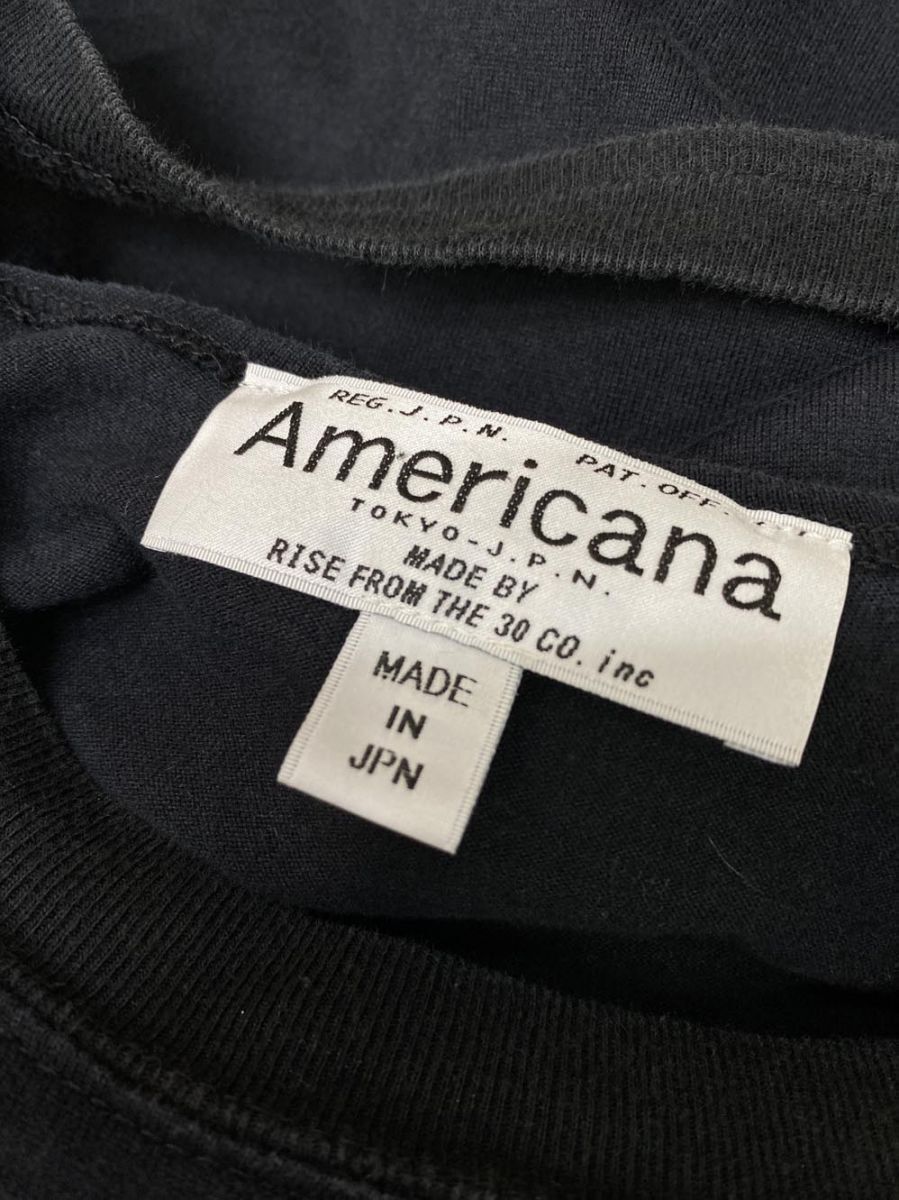 REG.J.P.N. PAT.OFF.
Americana
TOKYO-J.P.N.
MADE BY
RISE FROM THE 30 CO.inc
MADE
IN
JPN